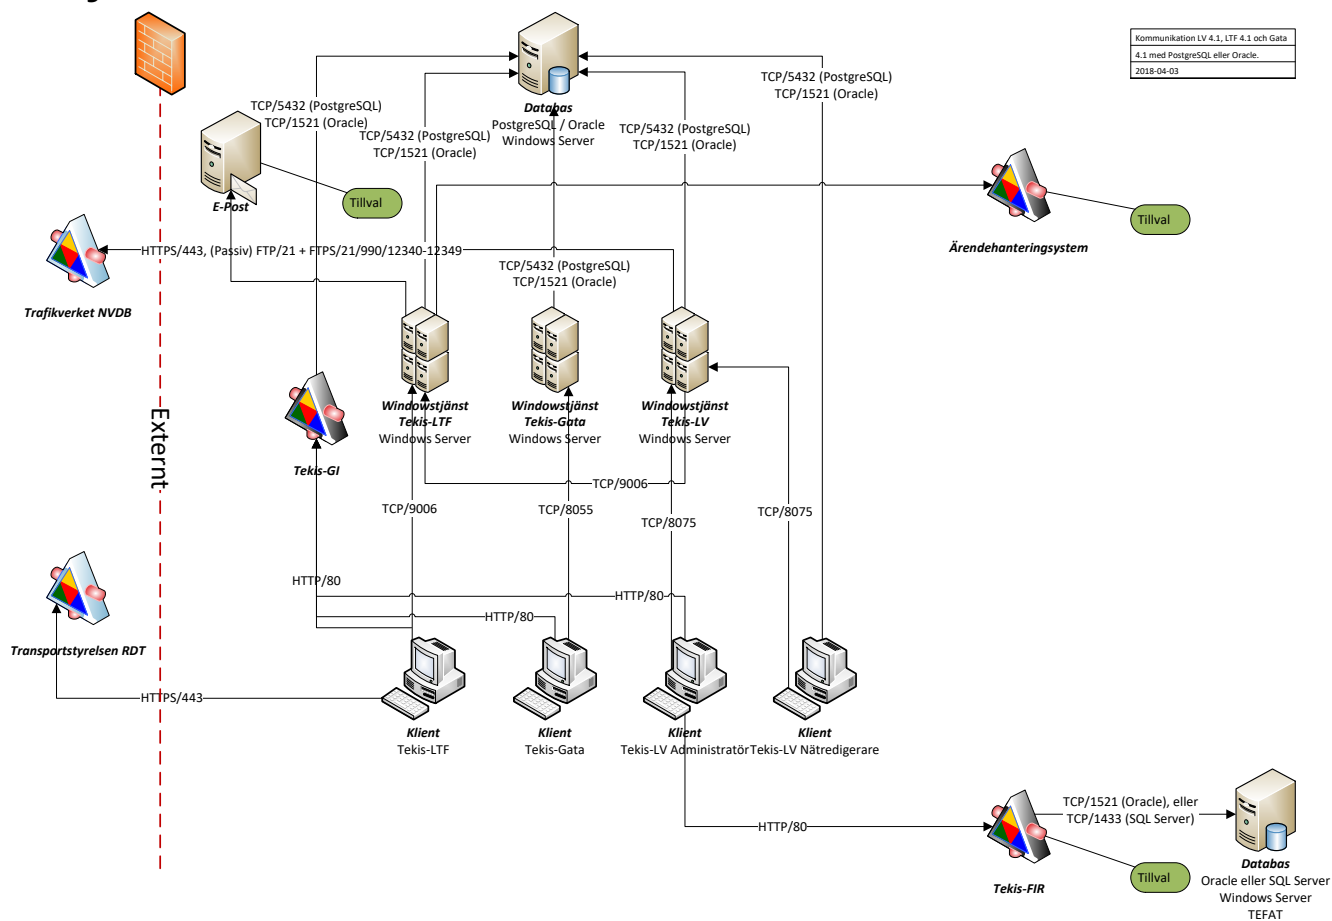 Kommunikation LV 4.1, LTF 4.1 och Gata
4.1 med PostgreSQL eller Oracle.
2018-04-03
TCP/5432 (PostgreSQL)
TCP/1521 (Oracle)
Databas
PostgreSQL / Oracle
Windows Server
TCP/5432 (PostgreSQL)
TCP/1521 (Oracle)
TCP/5432 (PostgreSQL)
TCP/1521 (Oracle)
TCP/5432 (PostgreSQL)
TCP/1521 (Oracle)
E-Post
Tillval
Tillval
Ärendehanteringsystem
HTTPS/443, (Passiv) FTP/21 + FTPS/21/990/12340-12349
TCP/5432 (PostgreSQL)
TCP/1521 (Oracle)
Trafikverket NVDB
Externt
Windowstjänst
Tekis-LTF
Windows Server
Windowstjänst
Tekis-Gata
Windows Server
Windowstjänst
Tekis-LV
Windows Server
Tekis-GI
TCP/9006
TCP/9006
TCP/8055
TCP/8075
TCP/8075
HTTP/80
HTTP/80
HTTP/80
Transportstyrelsen RDT
HTTPS/443
Klient
Tekis-LTF
Klient
Tekis-Gata
Klient
Tekis-LV Administratör
Klient
Tekis-LV Nätredigerare
HTTP/80
TCP/1521 (Oracle), eller
TCP/1433 (SQL Server)
Tekis-FIR
Tillval
Databas
Oracle eller SQL Server
Windows Server
TEFAT